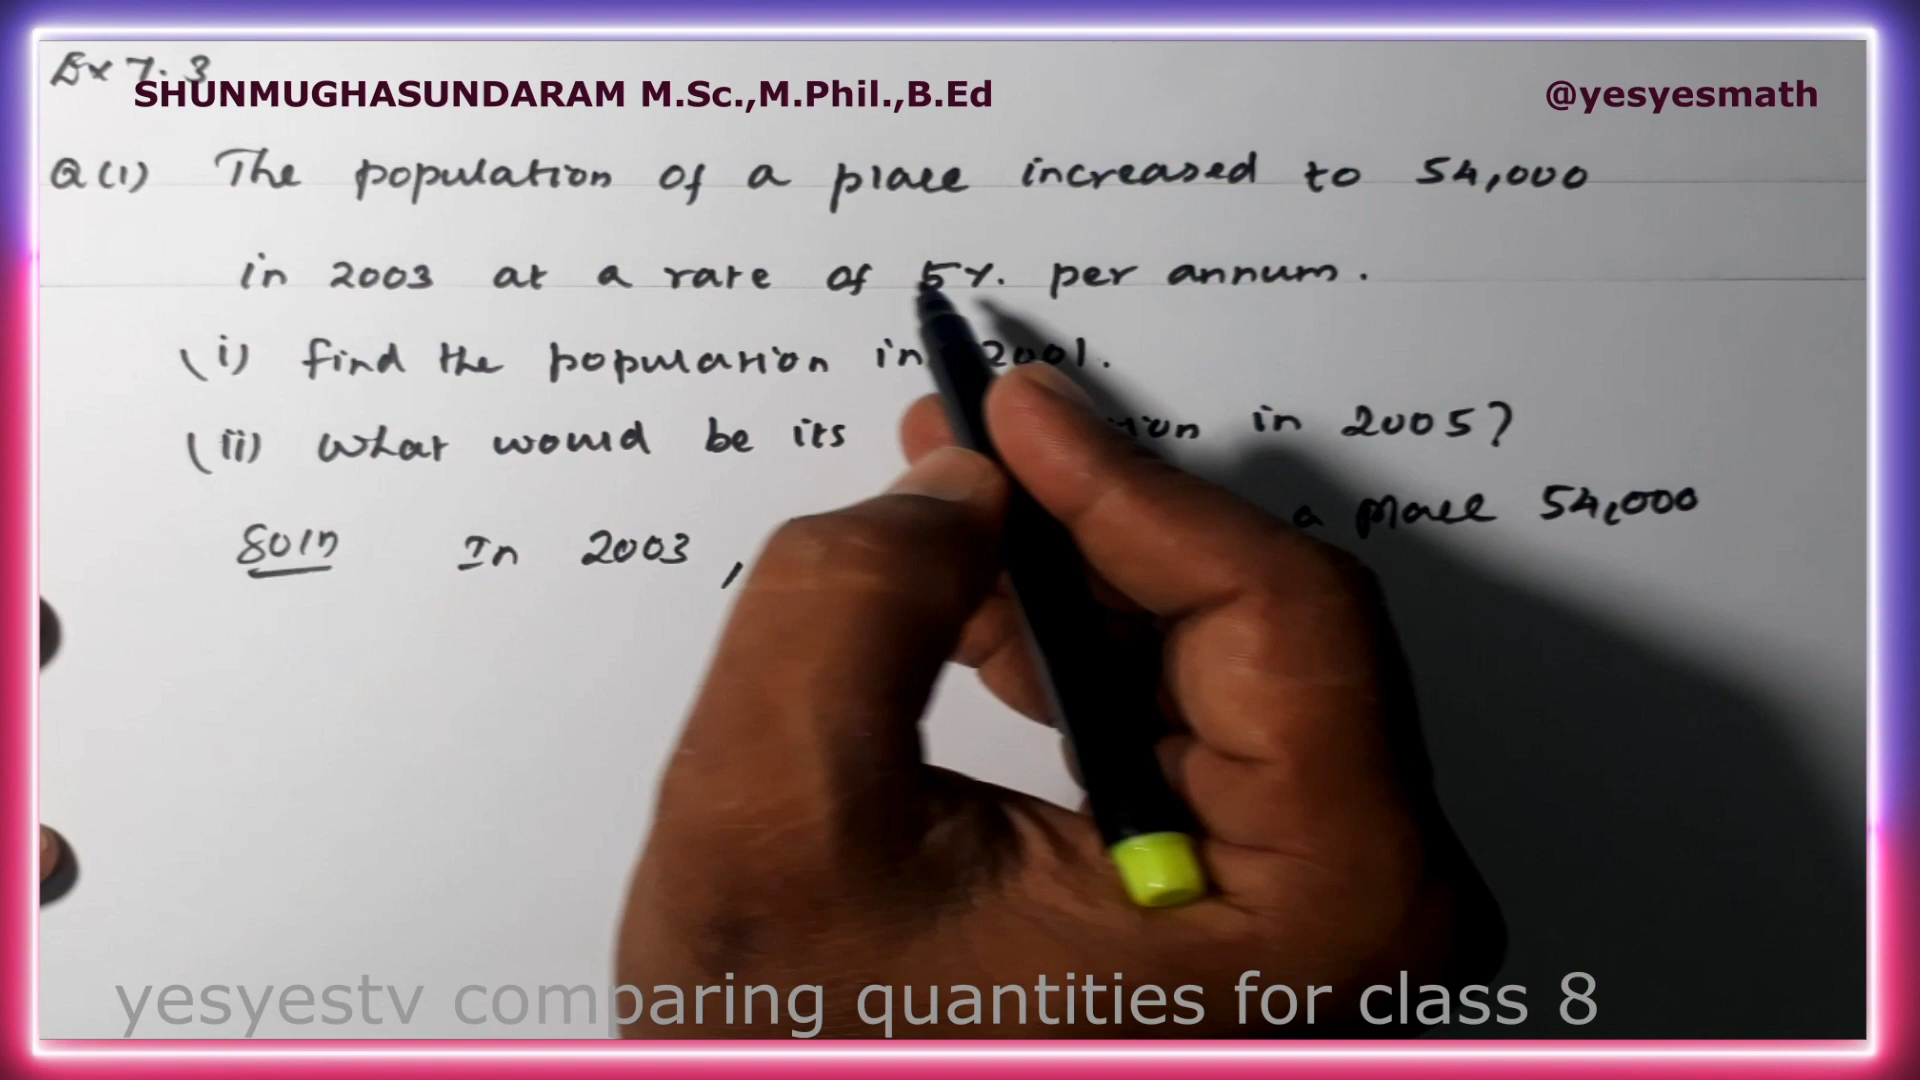 Ex 7.3
SHUNMUGHASUNDARAM M.Sc.,M.Phil.,B.Ed
@yesyesmath
Q(1) The population of a place increased to 54,000
in 2003 at a rate of 5%. per annum.
(i) find the population in 2001.
(ii) What would be its in 2005?
Soln In 2003, a place 54,000
yesyestv comparing quantities for class 8